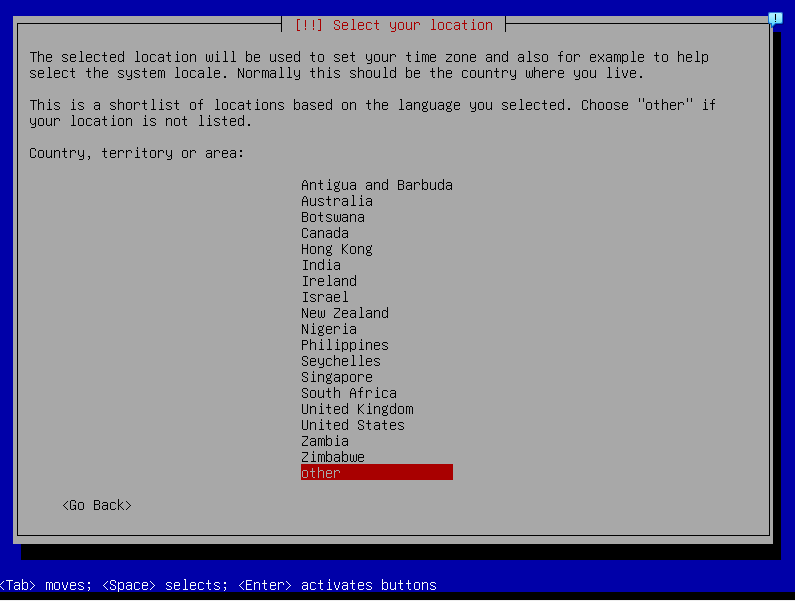 [!!] Select your location
The selected location will be used to set your time zone and also for example to help
select the system locale. Normally this should be the country where you live.
This is a shortlist of locations based on the language you selected. Choose "other" if
your location is not listed.
Country, territory or area:
Antigua and Barbuda
Australia
Botswana
Canada
Hong Kong
India
Ireland
Israel
New Zealand
Nigeria
Philippines
Seychelles
Singapore
South Africa
United Kingdom
United States
Zambia
Zimbabwe
other
<Go Back>
<Tab> moves; <Space> selects; <Enter> activates buttons